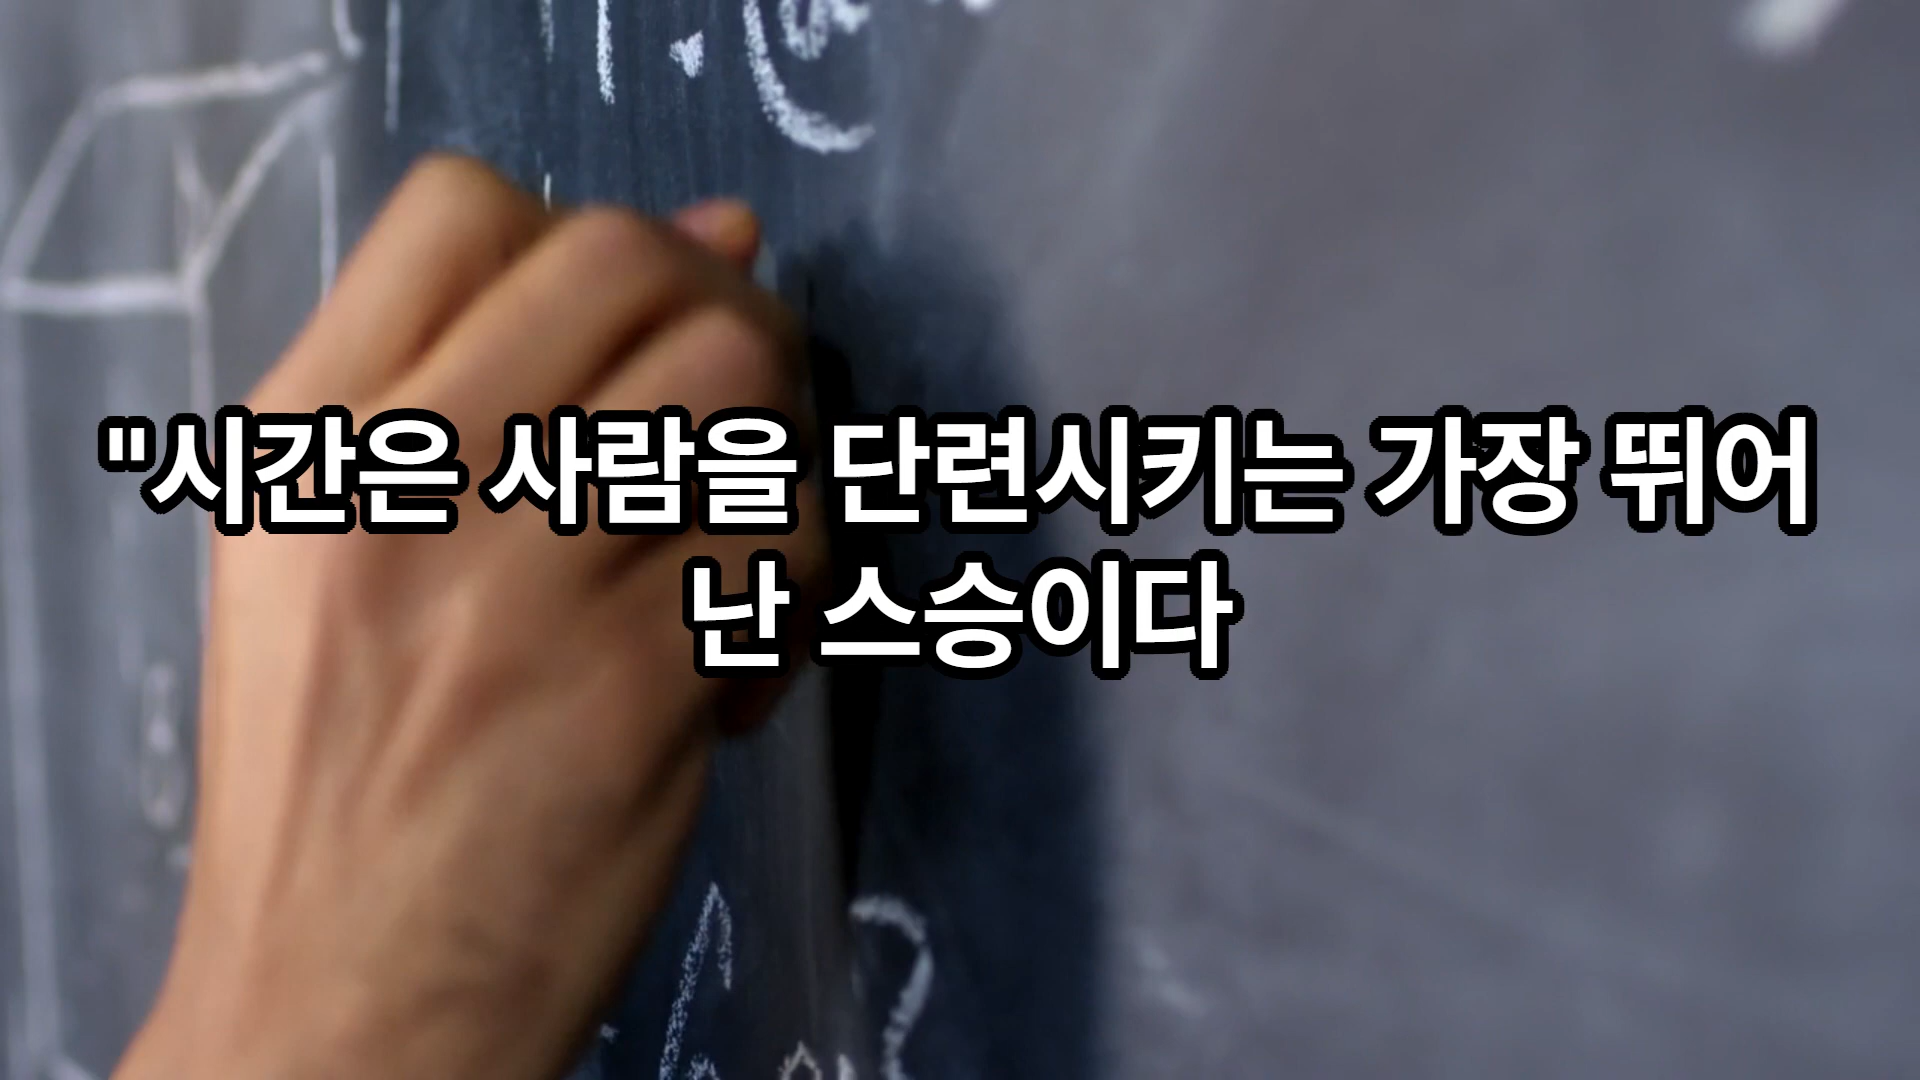 "시간은 사람을 단련시키는 가장 뛰어
난 스승이다